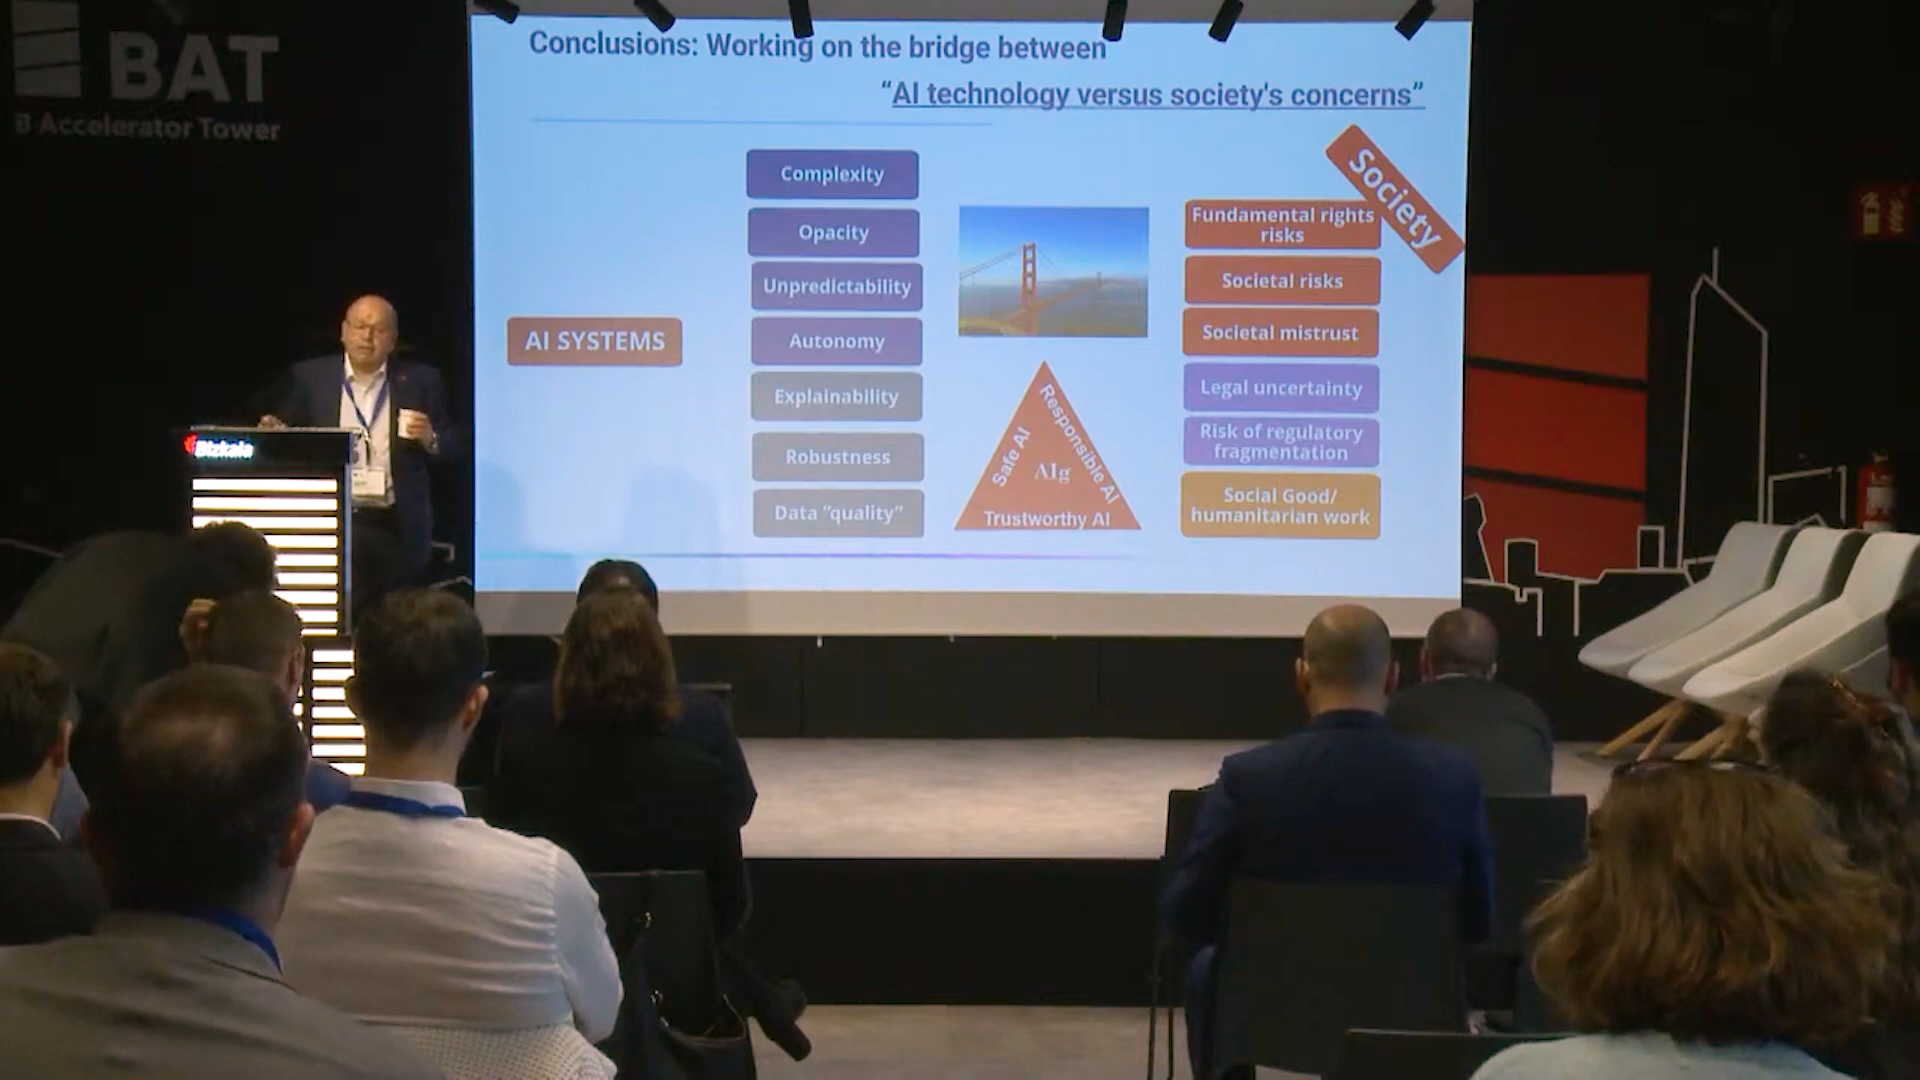 BAT
B Accelerator Tower
Conclusions: Working on the bridge between
“AI technology versus society's concerns”
Society
AI SYSTEMS
Complexity
Opacity
Unpredictability
Autonomy
Explainability
Robustness
Data ”quality”
Safe AI
Responsible AI
AIg
Trustworthy AI
Fundamental rights
risks
Societal risks
Societal mistrust
Legal uncertainty
Risk of regulatory
fragmentation
Social Good/
humanitarian work
Bizkaia